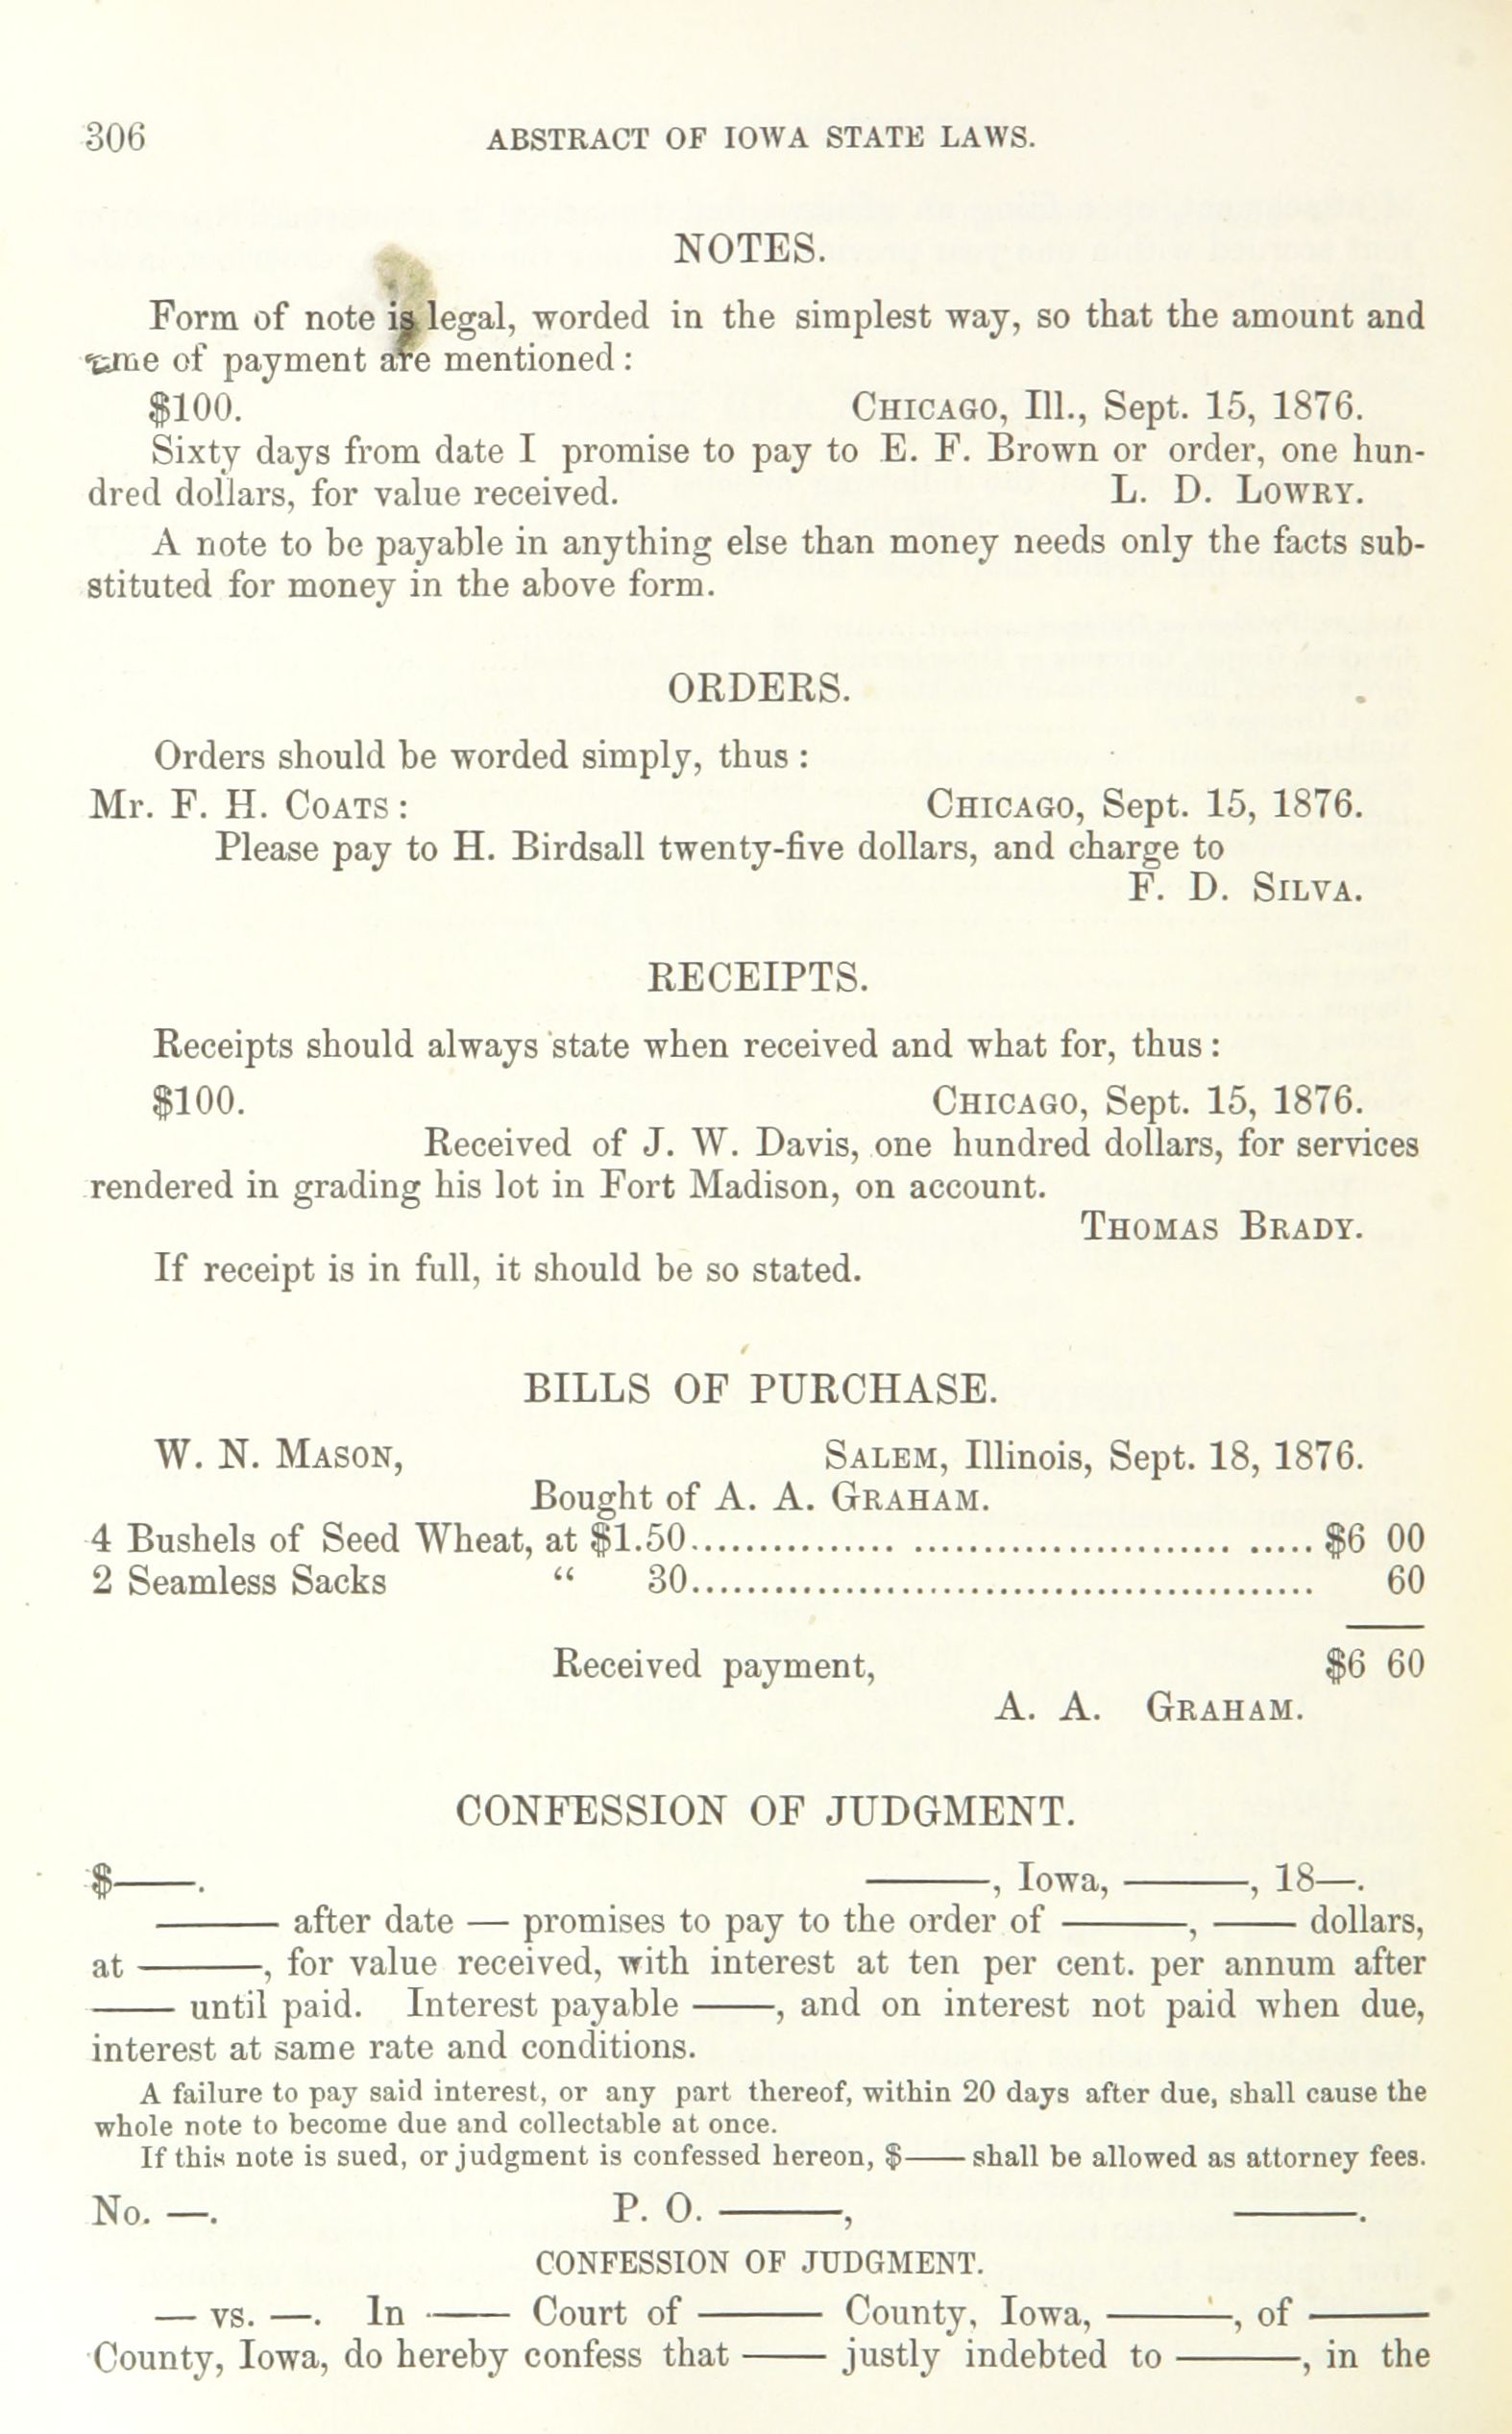 306 ABSTRACT OF IOWA STATE LAWS.
NOTES.
Form of note is legal, worded in the simplest way, so that the amount and
time of payment are mentioned:
$100. CHICAGO, Ill., Sept. 15, 1876.
Sixty days from date I promise to pay to E. F. Brown or order, one hun-
dred dollars, for value received. L. D. LOWRY.
A note to be payable in anything else than money needs only the facts sub-
stituted for money in the above form.
ORDERS.
Orders should be worded simply, thus:
Mr. F. H. COATS: CHICAGO, Sept. 15, 1876.
Please pay to H. Birdsall twenty-five dollars, and charge to
F. D. SILVA.
RECEIPTS.
Receipts should always state when received and what for, thus:
$100. CHICAGO, Sept. 15, 1876.
Received of J. W. Davis, one hundred dollars, for services
rendered in grading his lot in Fort Madison, on account.
THOMAS BRADY.
If receipt is in full, it should be so stated.
BILLS OF PURCHASE.
W. N. MASON, SALEM, Illinois, Sept. 18, 1876.
Bought of A. A. GRAHAM.
4 Bushels of Seed Wheat, at $1.50........................................ $6 00
2 Seamless Sacks " 30........................................ 60
Received payment, $6 60
A. A. GRAHAM.
CONFESSION OF JUDGMENT.
$——. ———, Iowa, ———, 18—.
——— after date — promises to pay to the order of ———, —— dollars,
at ———, for value received, with interest at ten per cent. per annum after
—— until paid. Interest payable ——, and on interest not paid when due,
interest at same rate and conditions.
A failure to pay said interest, or any part thereof, within 20 days after due, shall cause the
whole note to become due and collectable at once.
If this note is sued, or judgment is confessed hereon, $—— shall be allowed as attorney fees.
No. —. P. O. ———, ———.
CONFESSION OF JUDGMENT.
— vs. —. In —— Court of ——— County, Iowa, ———, of ———
County, Iowa, do hereby confess that —— justly indebted to ———, in the